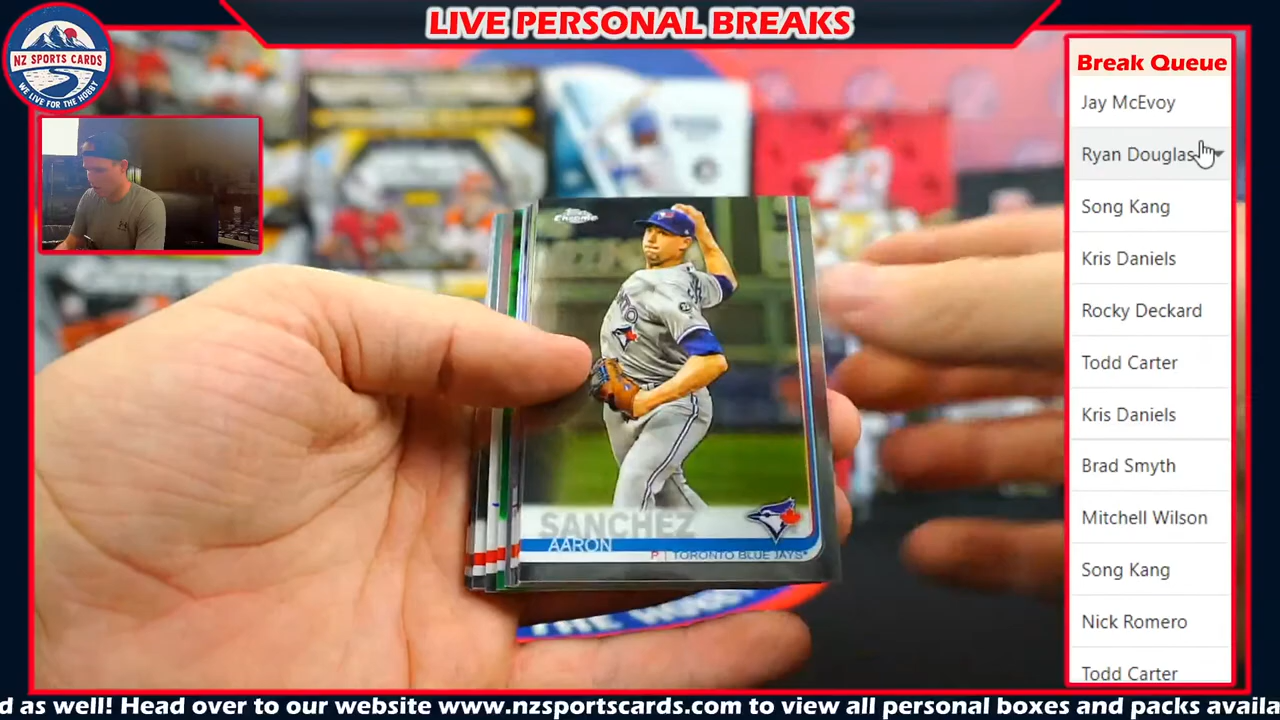 LIVE PERSONAL BREAKS
NZ SPORTS CARDS
WE LIVE FOR THE HOBBY
Break Queue
Jay McEvoy
Ryan Douglas
Song Kang
Kris Daniels
Rocky Deckard
Todd Carter
Kris Daniels
Brad Smyth
Mitchell Wilson
Song Kang
Nick Romero
Todd Carter
CHROME
SANCHEZ
AARON
P | TORONTO BLUE JAYS
THE HOBBY
d as well! Head over to our website www.nzsportscards.com to view all personal boxes and packs availa